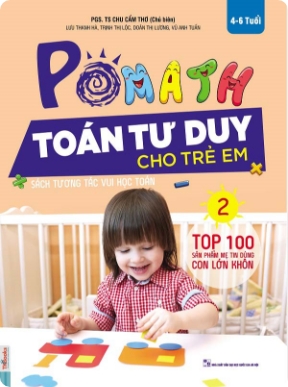 PGS. TS CHU CẨM THƠ (Chủ biên)
LƯU THANH HÀ, TRỊNH THỊ LỘC, ĐOÀN THỊ LƯƠNG, VŨ ANH TUẤN
4-6 Tuổi
POMATH
TOÁN TƯ DUY
CHO TRẺ EM
SÁCH TƯƠNG TÁC VUI HỌC TOÁN
2
TOP 100
SẢN PHẨM MẸ TIN DÙNG
CON LỚN KHÔN